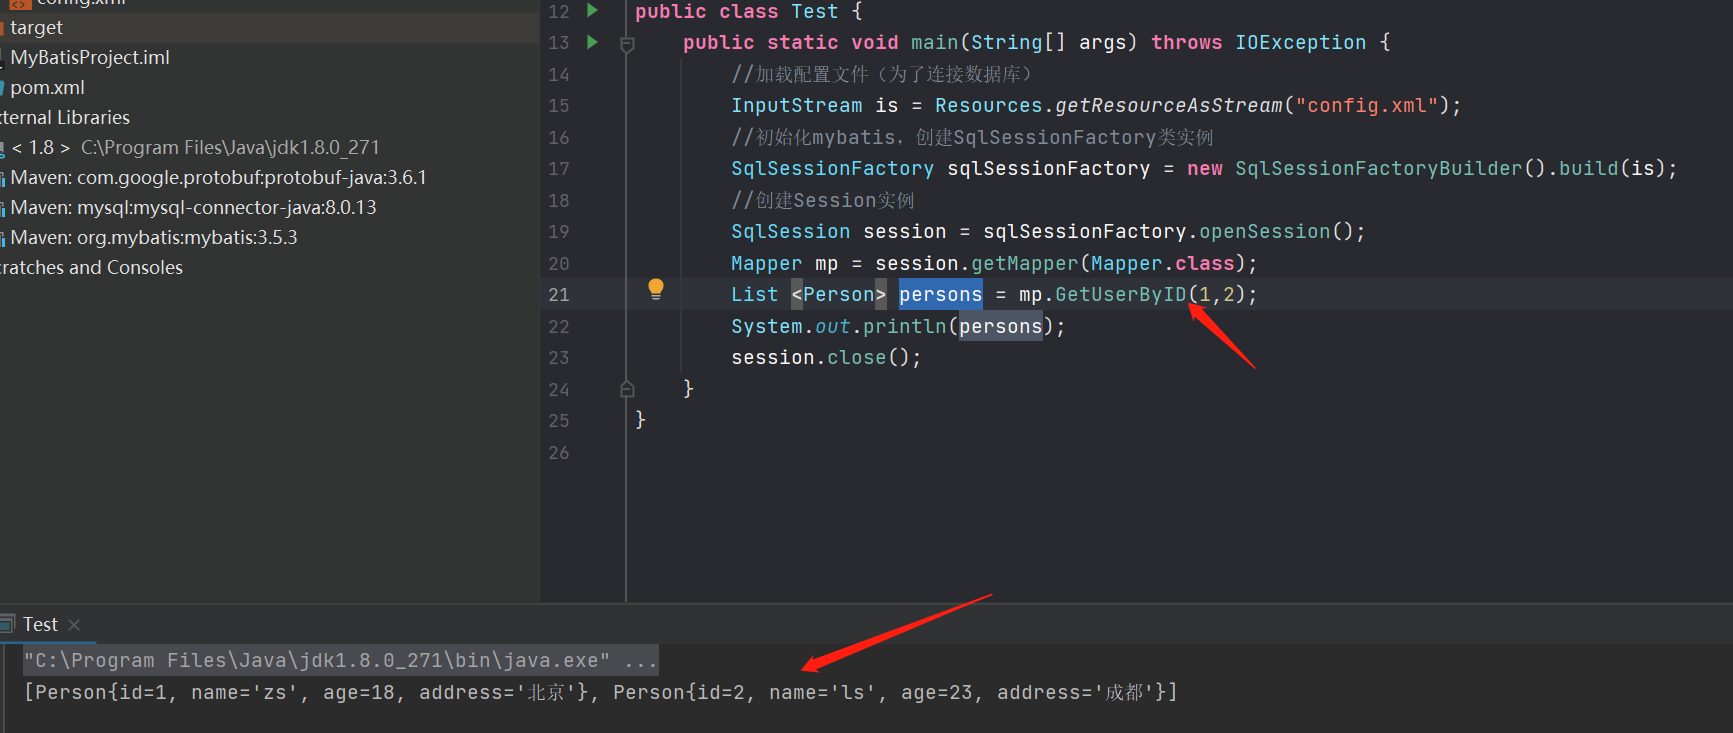 config.xml
target
MyBatisProject.iml
pom.xml
xternal Libraries
< 1.8 > C:\Program Files\Java\jdk1.8.0_271
Maven: com.google.protobuf:protobuf-java:3.6.1
Maven: mysql:mysql-connector-java:8.0.13
Maven: org.mybatis:mybatis:3.5.3
cratches and Consoles
12 public class Test {
13 public static void main(String[] args) throws IOException {
14 //加载配置文件（为了连接数据库）
15 InputStream is = Resources.getResourceAsStream("config.xml");
16 //初始化mybatis，创建SqlSessionFactory类实例
17 SqlSessionFactory sqlSessionFactory = new SqlSessionFactoryBuilder().build(is);
18 //创建Session实例
19 SqlSession session = sqlSessionFactory.openSession();
20 Mapper mp = session.getMapper(Mapper.class);
21 List <Person> persons = mp.GetUserByID(1,2);
22 System.out.println(persons);
23 session.close();
24 }
25 }
26
Test
"C:\Program Files\Java\jdk1.8.0_271\bin\java.exe" ...
[Person{id=1, name='zs', age=18, address='北京'}, Person{id=2, name='ls', age=23, address='成都'}]